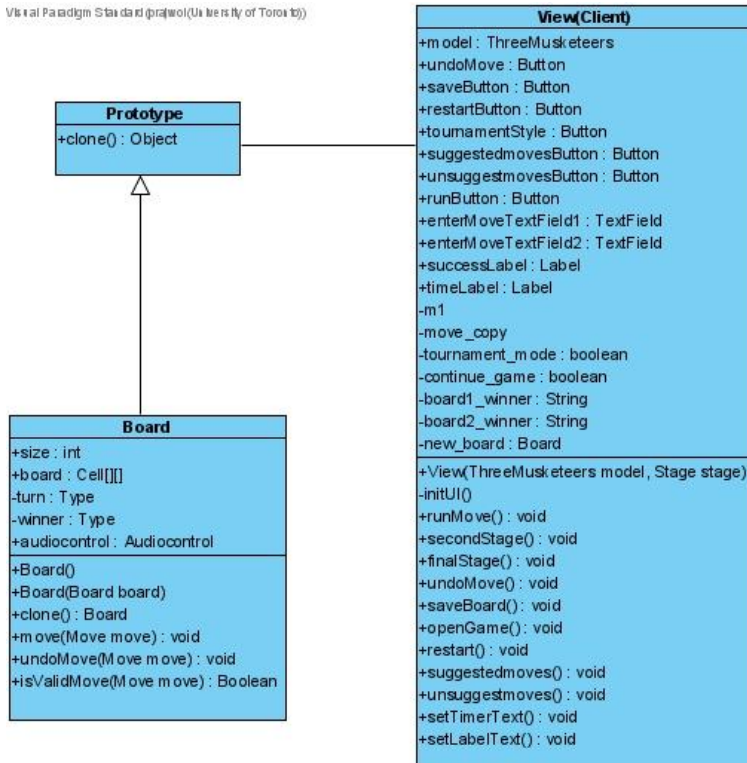 Visual Paradigm Standard(prajwol(University of Toronto))
Prototype
+clone() : Object
Board
+size : int
+board : Cell[][]
-turn : Type
-winner : Type
+audiocontrol : Audiocontrol
+Board()
+Board(Board board)
+clone() : Board
+move(Move move) : void
+undoMove(Move move) : void
+isValidMove(Move move) : Boolean
View(Client)
+model : ThreeMusketeers
+undoMove : Button
+saveButton : Button
+restartButton : Button
+tournamentStyle : Button
+suggestedmovesButton : Button
+unsuggestmovesButton : Button
+runButton : Button
+enterMoveTextField1 : TextField
+enterMoveTextField2 : TextField
+successLabel : Label
+timeLabel : Label
-m1
-move_copy
-tournament_mode : boolean
-continue_game : boolean
-board1_winner : String
-board2_winner : String
-new_board : Board
+View(ThreeMusketeers model, Stage stage)
-initUI()
+runMove() : void
+secondStage() : void
+finalStage() : void
+undoMove() : void
+saveBoard() : void
+openGame() : void
+restart() : void
+suggestedmoves() : void
+unsuggestmoves() : void
+setTimerText() : void
+setLabelText() : void